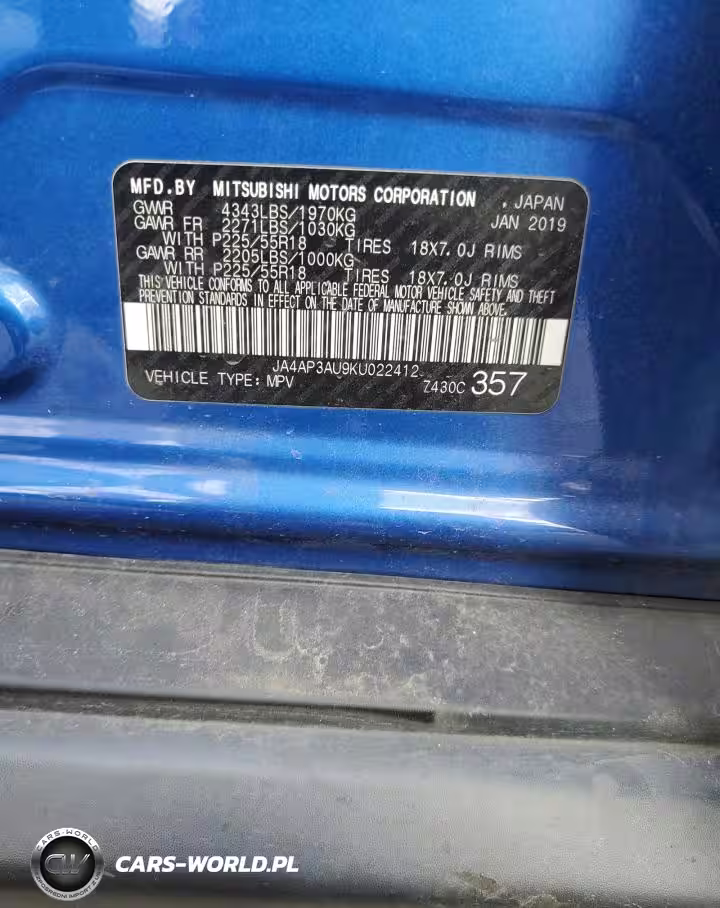 MFD.BY MITSUBISHI MOTORS CORPORATION , JAPAN
GVWR 4343LBS/1970KG JAN 2019
GAWR FR 2271LBS/1030KG
WITH P225/55R18 TIRES 18X7.0J RIMS
GAWR RR 2205LBS/1000KG
WITH P225/55R18 TIRES 18X7.0J RIMS
THIS VEHICLE CONFORMS TO ALL APPLICABLE FEDERAL MOTOR VEHICLE SAFETY AND THEFT
PREVENTION STANDARDS IN EFFECT ON THE DATE OF MANUFACTURE SHOWN ABOVE.
JA4AP3AU9KU022412
VEHICLE TYPE:MPV Z430C 357
CARS-WORLD
CW
CARS-WORLD.PL